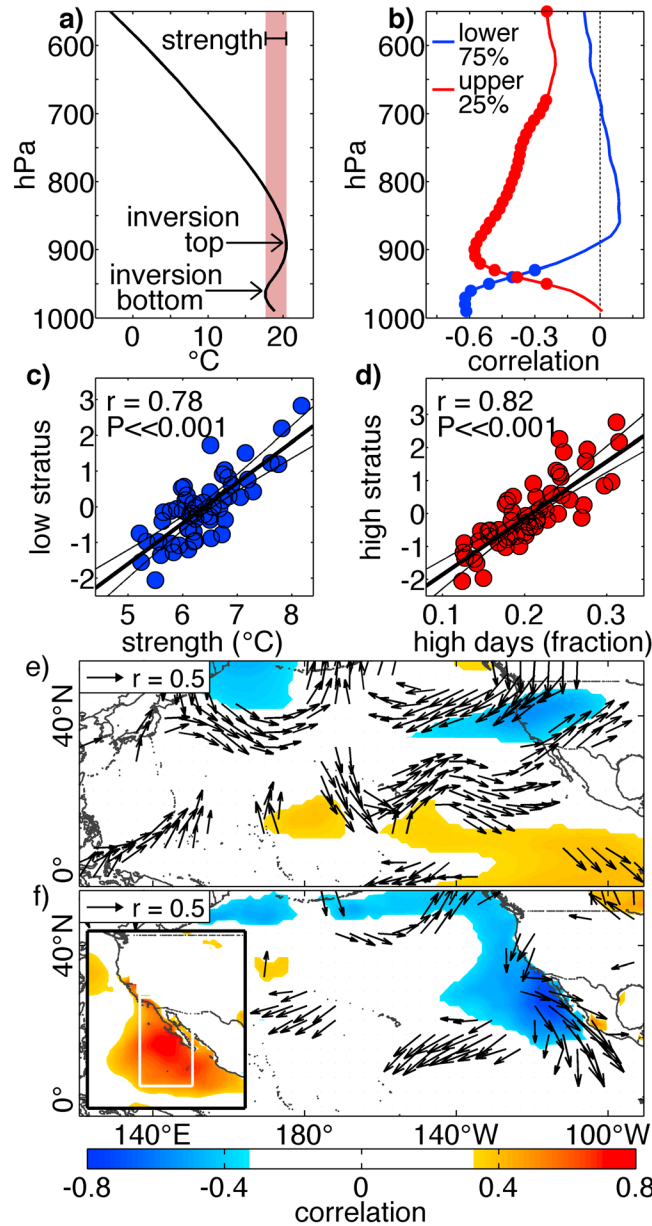 a)
strength
inversion
top
inversion
bottom
hPa
600
700
800
900
1000
0
10
20
°C
b)
lower
75%
upper
25%
hPa
600
700
800
900
1000
-0.6
-0.3
0
correlation
c)
r = 0.78
P<<0.001
low stratus
3
2
1
0
-1
-2
5
6
7
8
strength (°C)
d)
r = 0.82
P<<0.001
high stratus
3
2
1
0
-1
-2
0.1
0.2
0.3
high days (fraction)
e)
r = 0.5
40°N
0°
f)
r = 0.5
40°N
0°
140°E
180°
140°W
100°W
-0.8
-0.4
0
0.4
0.8
correlation